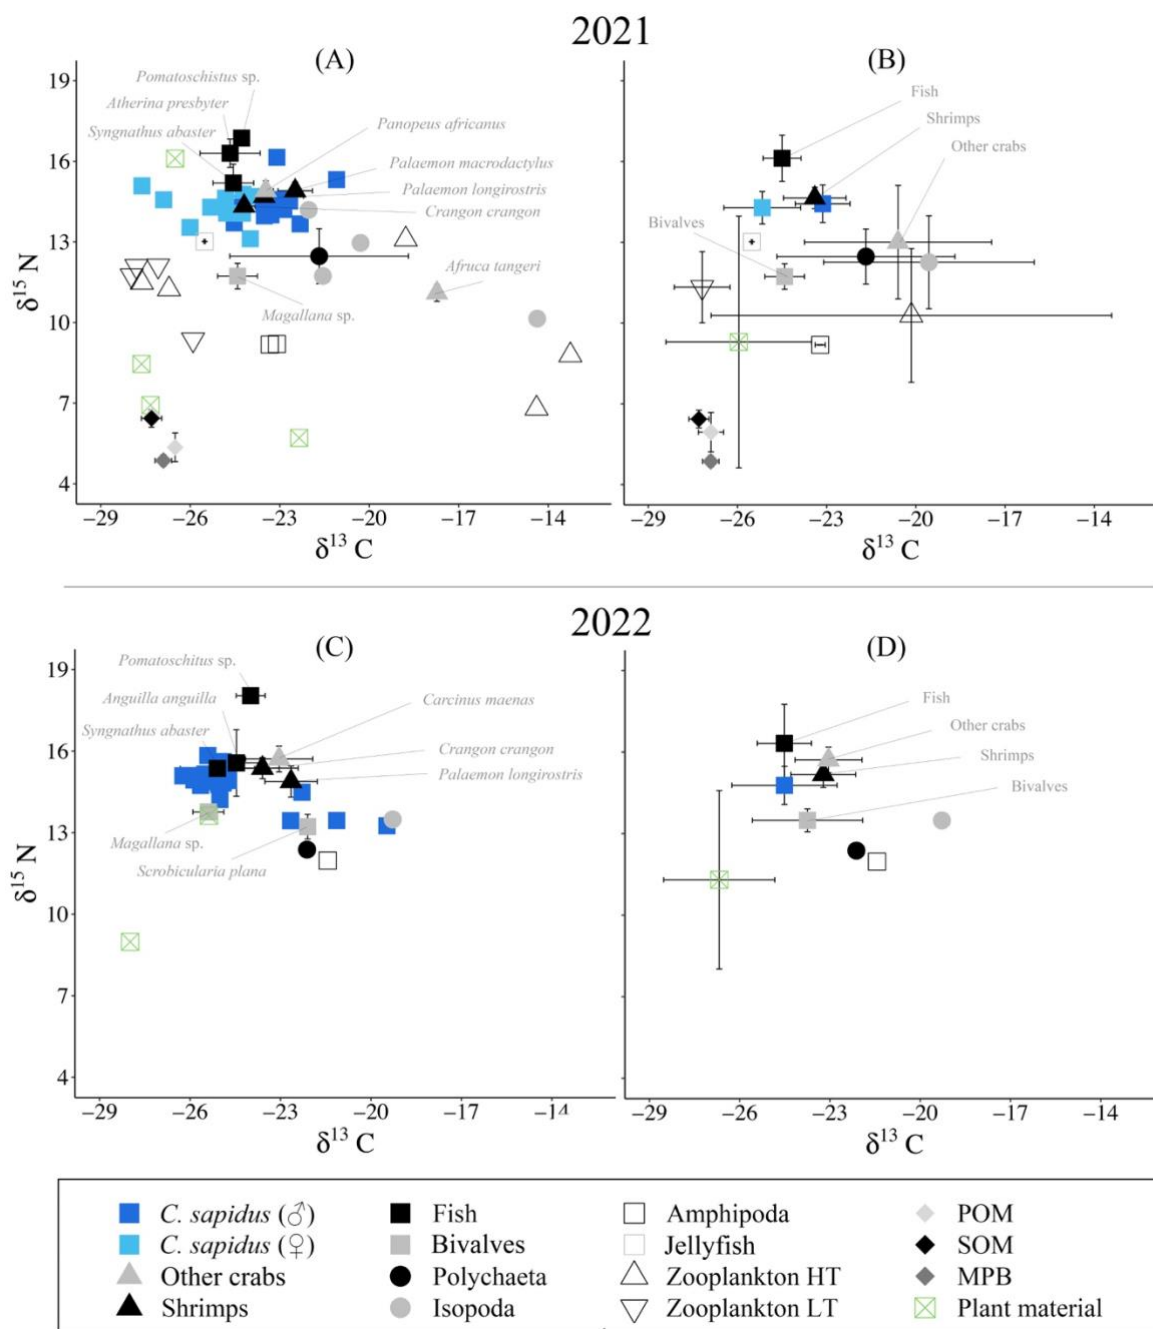 2021
(A)
(B)
19
16
13
10
7
4
δ15 N
Pomatoschistus sp.
Atherina presbyter
Syngnathus abaster
Panopeus africanus
Palaemon macrodactylus
Palaemon longirostris
Crangon crangon
Afruca tangeri
Magallana sp.
−29 −26 −23 −20 −17 −14
δ13 C
Fish
Shrimps
Other crabs
Bivalves
−29 −26 −23 −20 −17 −14
δ13 C
2022
(C)
(D)
19
16
13
10
7
4
δ15 N
Pomatoschitus sp.
Anguilla anguilla
Syngnathus abaster
Carcinus maenas
Crangon crangon
Palaemon longirostris
Magallana sp.
Scrobicularia plana
−29 −26 −23 −20 −17 −14
δ13 C
Fish
Other crabs
Shrimps
Bivalves
−29 −26 −23 −20 −17 −14
δ13 C
C. sapidus (♂) Fish Amphipoda POM
C. sapidus (♀) Bivalves Jellyfish SOM
Other crabs Polychaeta Zooplankton HT MPB
Shrimps Isopoda Zooplankton LT Plant material